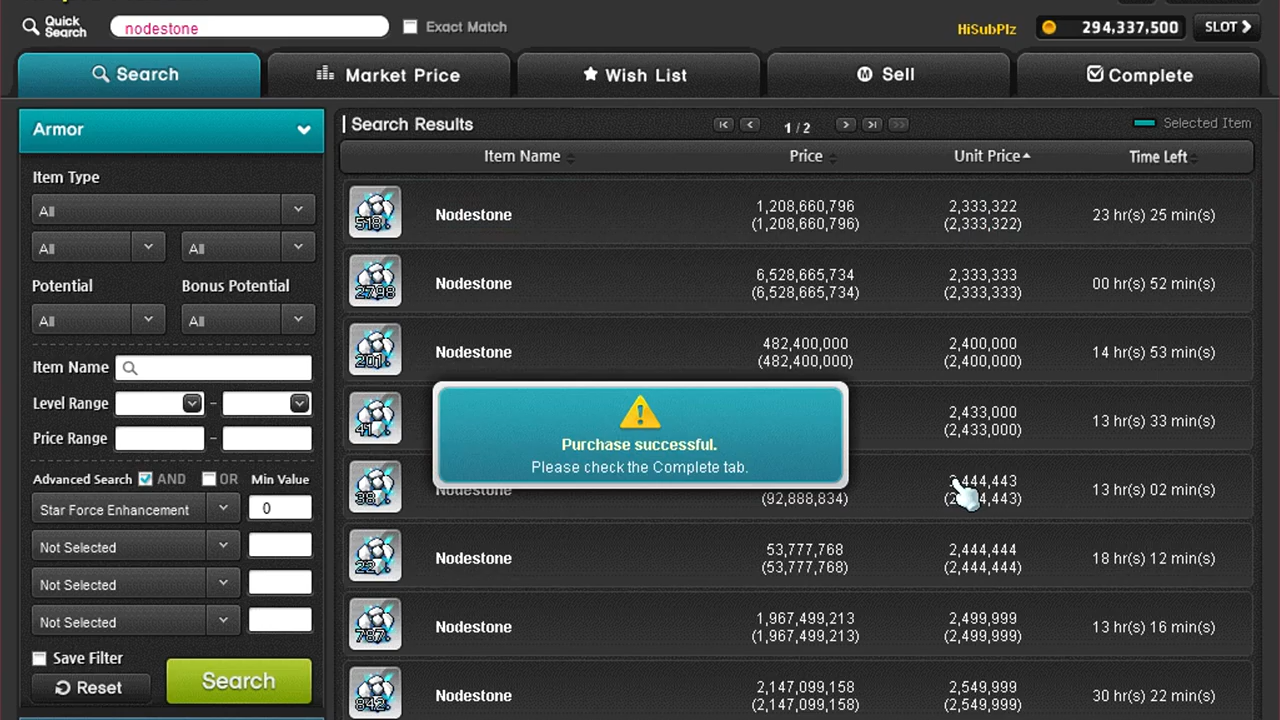 Quick Search
nodestone
Exact Match
HiSubPlz
294,337,500
SLOT
Search
Market Price
Wish List
Sell
Complete
Armor
Search Results
1 / 2
Selected Item
Item Type
All
All
All
Potential
Bonus Potential
All
All
Item Name
Level Range
-
Price Range
-
Advanced Search
AND
OR
Min Value
Star Force Enhancement
0
Not Selected
Not Selected
Not Selected
Save Filter
Reset
Search
Item Name
Price
Unit Price
Time Left
518
Nodestone
1,208,660,796
(1,208,660,796)
2,333,322
(2,333,322)
23 hr(s) 25 min(s)
2798
Nodestone
6,528,665,734
(6,528,665,734)
2,333,333
(2,333,333)
00 hr(s) 52 min(s)
201
Nodestone
482,400,000
(482,400,000)
2,400,000
(2,400,000)
14 hr(s) 53 min(s)
2,433,000
(2,433,000)
13 hr(s) 33 min(s)
Purchase successful.
Please check the Complete tab.
38
Nodestone
(92,888,834)
13 hr(s) 02 min(s)
22
Nodestone
53,777,768
(53,777,768)
2,444,444
(2,444,444)
18 hr(s) 12 min(s)
787
Nodestone
1,967,499,213
(1,967,499,213)
2,499,999
(2,499,999)
13 hr(s) 16 min(s)
842
Nodestone
2,147,099,158
(2,147,099,158)
2,549,999
(2,549,999)
30 hr(s) 22 min(s)